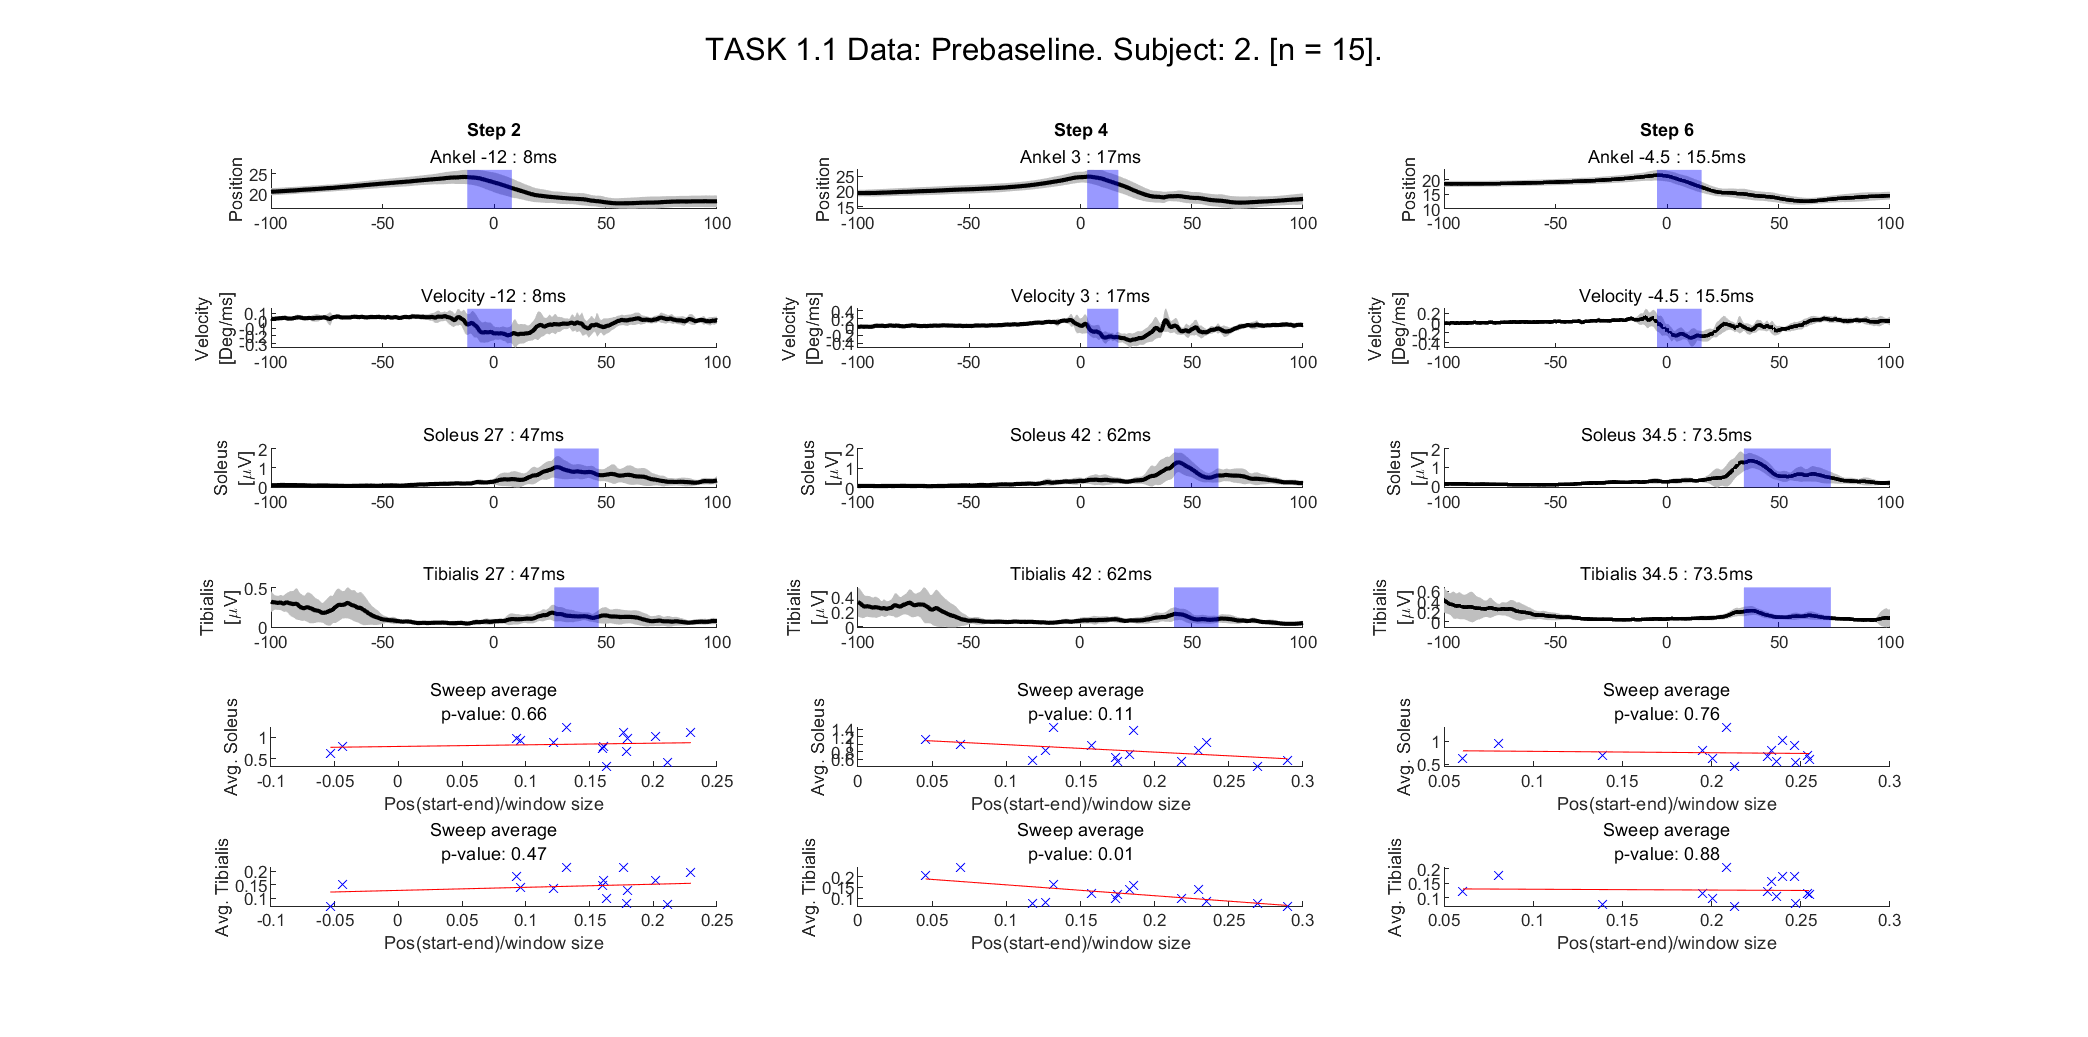 TASK 1.1 Data: Prebaseline. Subject: 2. [n = 15].
Step 2
Ankel -12 : 8ms
Position
25
20
-100 -50 0 50 100
Velocity -12 : 8ms
Velocity
[Deg/ms]
0.1
-100 -50 0 50 100
Soleus 27 : 47ms
Soleus
[μV]
2
1
0
-100 -50 0 50 100
Tibialis 27 : 47ms
Tibialis
[μV]
0.5
0
-100 -50 0 50 100
Sweep average
p-value: 0.66
Avg. Soleus
1
0.5
-0.1 -0.05 0 0.05 0.1 0.15 0.2 0.25
Pos(start-end)/window size
Sweep average
p-value: 0.47
Avg. Tibialis
0.2
0.15
0.1
-0.1 -0.05 0 0.05 0.1 0.15 0.2 0.25
Pos(start-end)/window size
Step 4
Ankel 3 : 17ms
Position
25
20
15
-100 -50 0 50 100
Velocity 3 : 17ms
Velocity
[Deg/ms]
0.4
0.2
-0.4
-100 -50 0 50 100
Soleus 42 : 62ms
Soleus
[μV]
2
1
0
-100 -50 0 50 100
Tibialis 42 : 62ms
Tibialis
[μV]
0.4
0.2
0
-100 -50 0 50 100
Sweep average
p-value: 0.11
Avg. Soleus
1.4
1.2
1
0.8
0.6
0 0.05 0.1 0.15 0.2 0.25 0.3
Pos(start-end)/window size
Sweep average
p-value: 0.01
Avg. Tibialis
0.2
0.15
0.1
0 0.05 0.1 0.15 0.2 0.25 0.3
Pos(start-end)/window size
Step 6
Ankel -4.5 : 15.5ms
Position
20
15
10
-100 -50 0 50 100
Velocity -4.5 : 15.5ms
Velocity
[Deg/ms]
0.2
0
-0.2
-0.4
-100 -50 0 50 100
Soleus 34.5 : 73.5ms
Soleus
[μV]
2
1
0
-100 -50 0 50 100
Tibialis 34.5 : 73.5ms
Tibialis
[μV]
0.6
0.4
0.2
0
-100 -50 0 50 100
Sweep average
p-value: 0.76
Avg. Soleus
1
0.5
0.05 0.1 0.15 0.2 0.25 0.3
Pos(start-end)/window size
Sweep average
p-value: 0.88
Avg. Tibialis
0.2
0.15
0.1
0.05 0.1 0.15 0.2 0.25 0.3
Pos(start-end)/window size